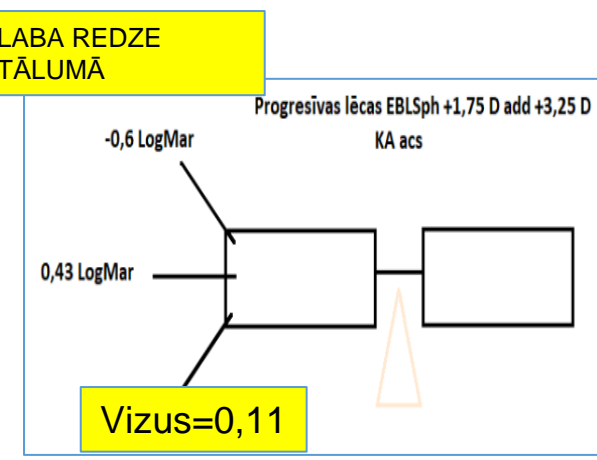 LABA REDZE
TĀLUMĀ
Progresīvas lēcas EBLSph +1,75 D add +3,25 D
KA acs
-0,6 LogMar
0,43 LogMar
Vizus=0,11